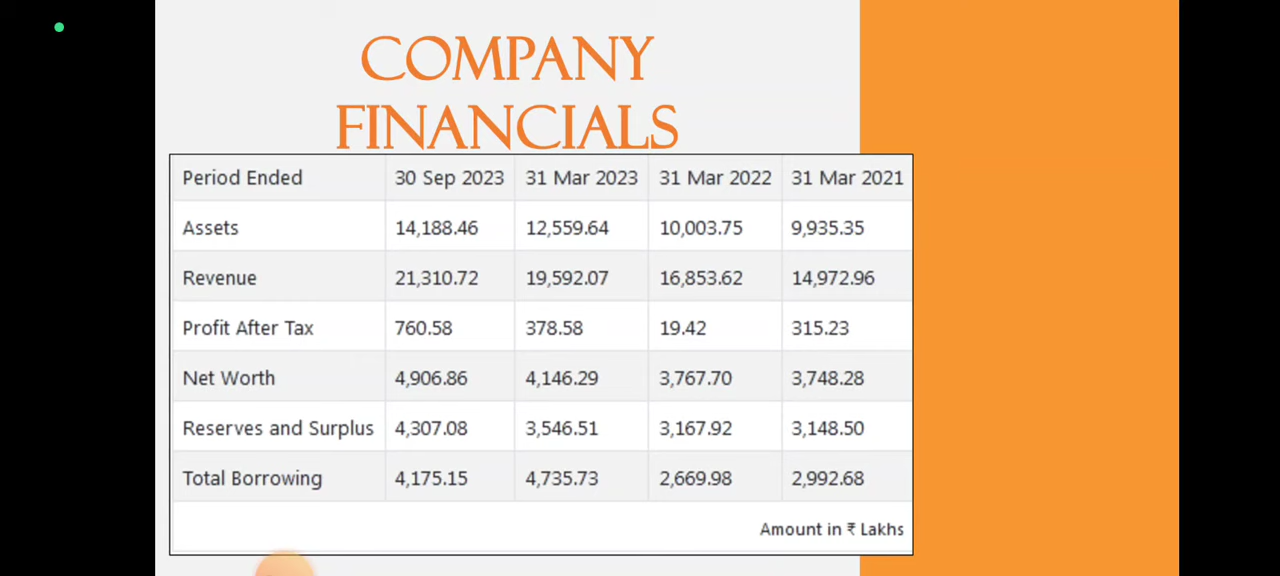 COMPANY
FINANCIALS
Period Ended 30 Sep 2023 31 Mar 2023 31 Mar 2022 31 Mar 2021
Assets 14,188.46 12,559.64 10,003.75 9,935.35
Revenue 21,310.72 19,592.07 16,853.62 14,972.96
Profit After Tax 760.58 378.58 19.42 315.23
Net Worth 4,906.86 4,146.29 3,767.70 3,748.28
Reserves and Surplus 4,307.08 3,546.51 3,167.92 3,148.50
Total Borrowing 4,175.15 4,735.73 2,669.98 2,992.68
Amount in ₹ Lakhs